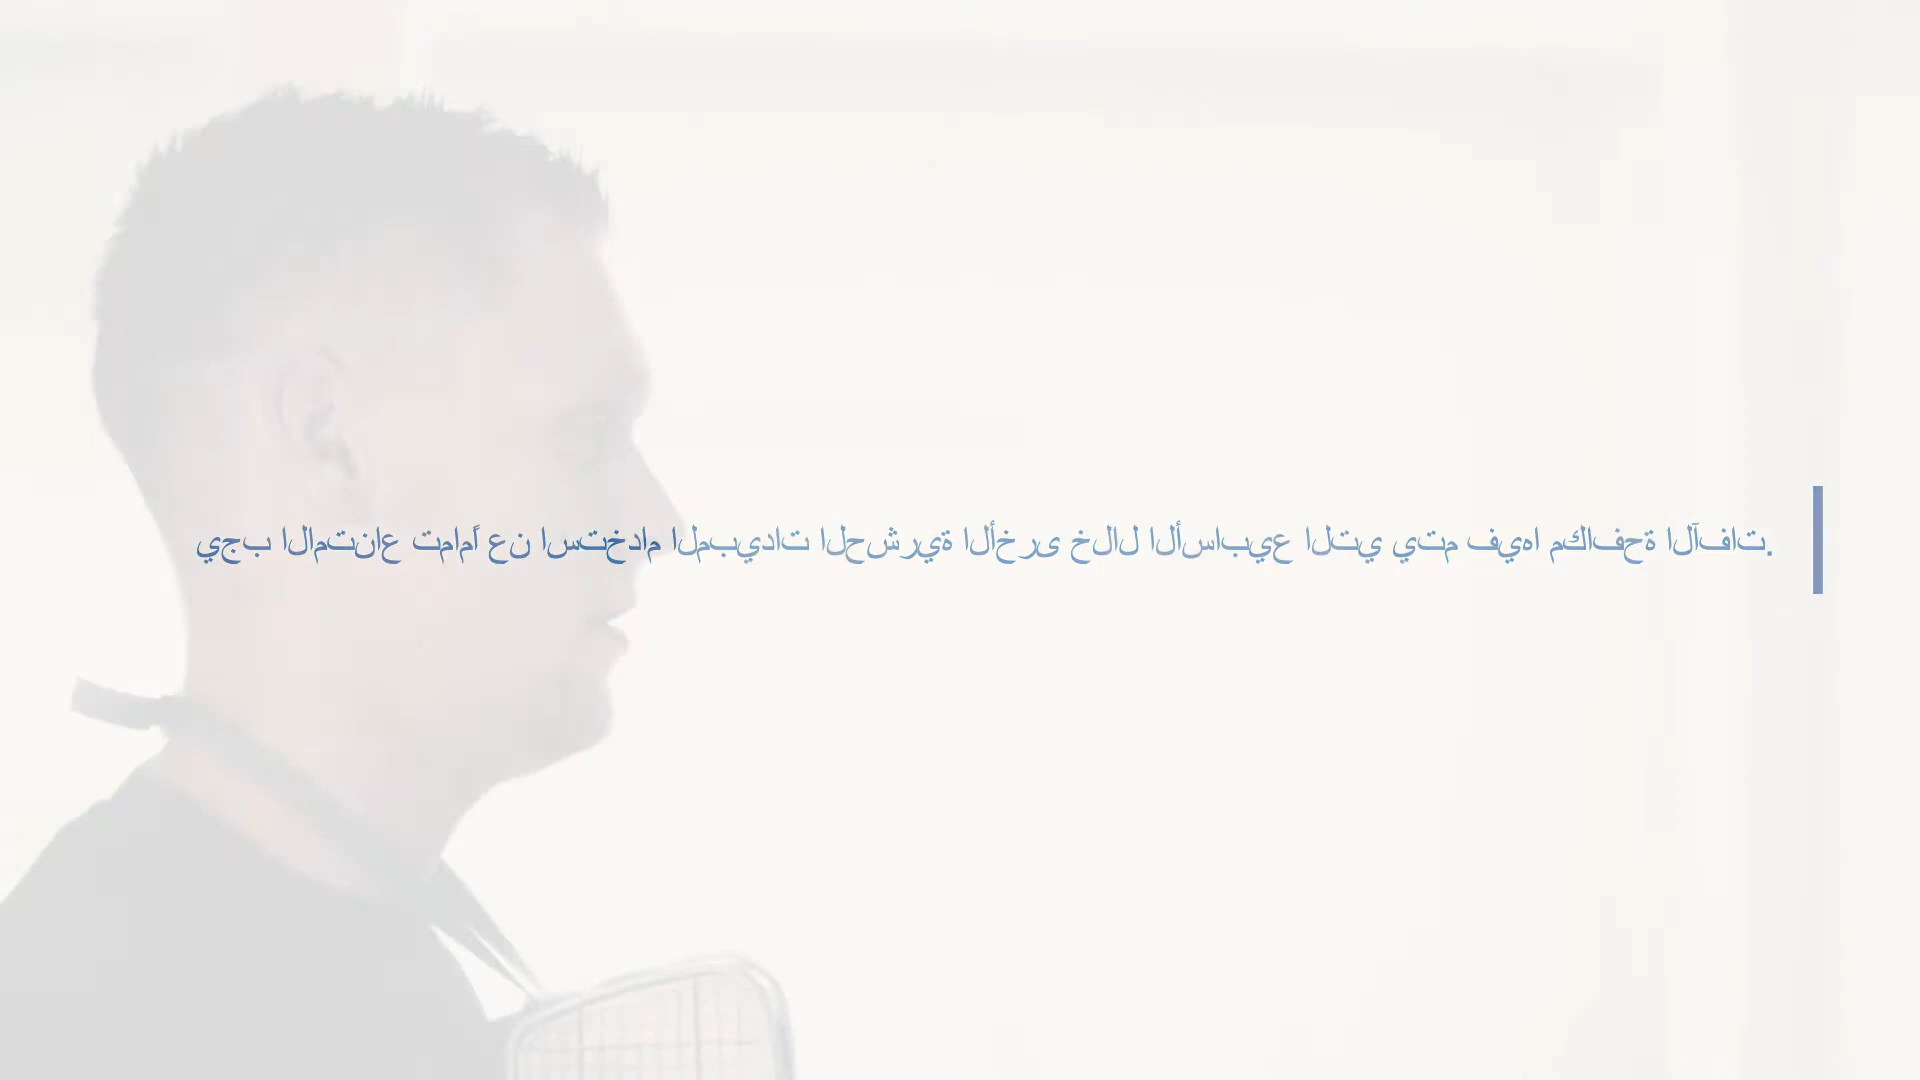 يجب الامتناع تماماً عن استخدام المبيدات الحشرية الأخرى خلال الأسابيع التي يتم فيها مكافحة الآفات.